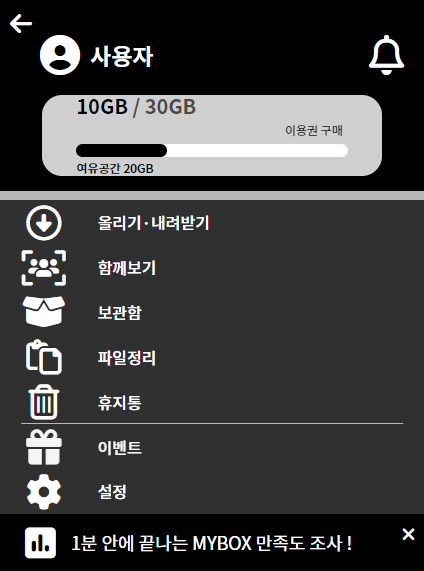 사용자
10GB / 30GB
이용권 구매
여유공간 20GB
올리기·내려받기
함께보기
보관함
파일정리
휴지통
이벤트
설정
1분 안에 끝나는 MYBOX 만족도 조사 !